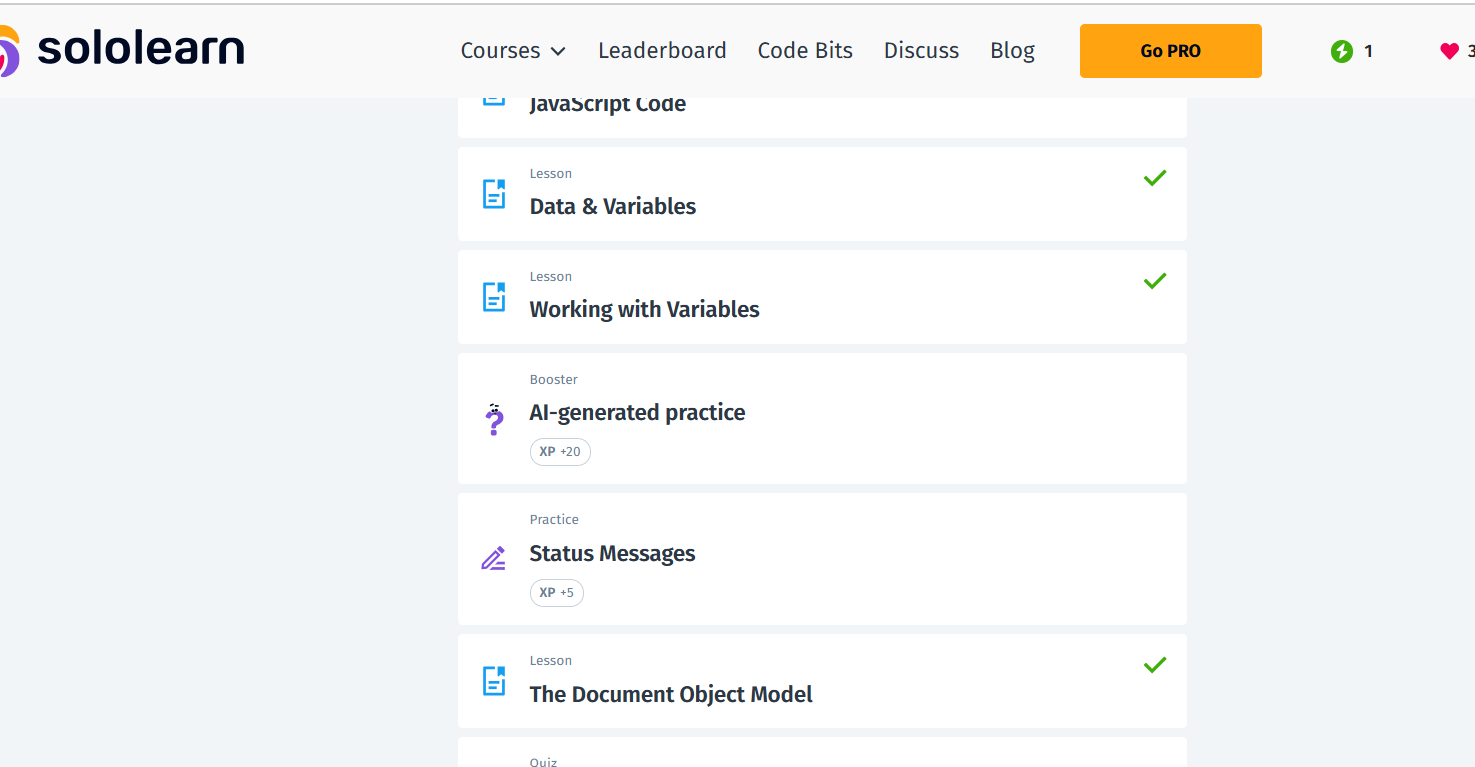 sololearn
Courses Leaderboard Code Bits Discuss Blog Go PRO 1 3
JavaScript Code
Lesson
Data & Variables
Lesson
Working with Variables
Booster
AI-generated practice
XP +20
Practice
Status Messages
XP +5
Lesson
The Document Object Model
Quiz